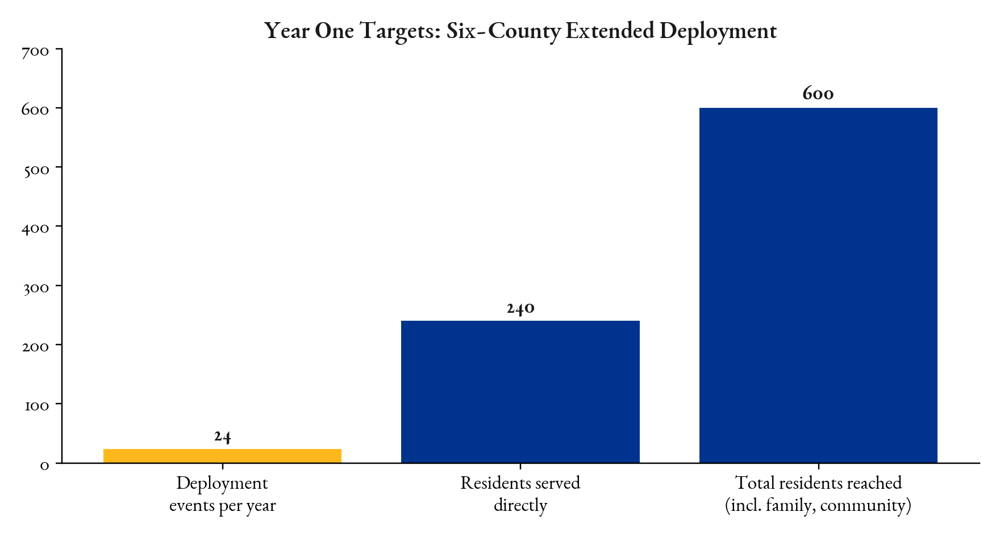 Year One Targets: Six-County Extended Deployment
700
600
500
400
300
200
100
0
24
240
600
Deployment
events per year
Residents served
directly
Total residents reached
(incl. family, community)